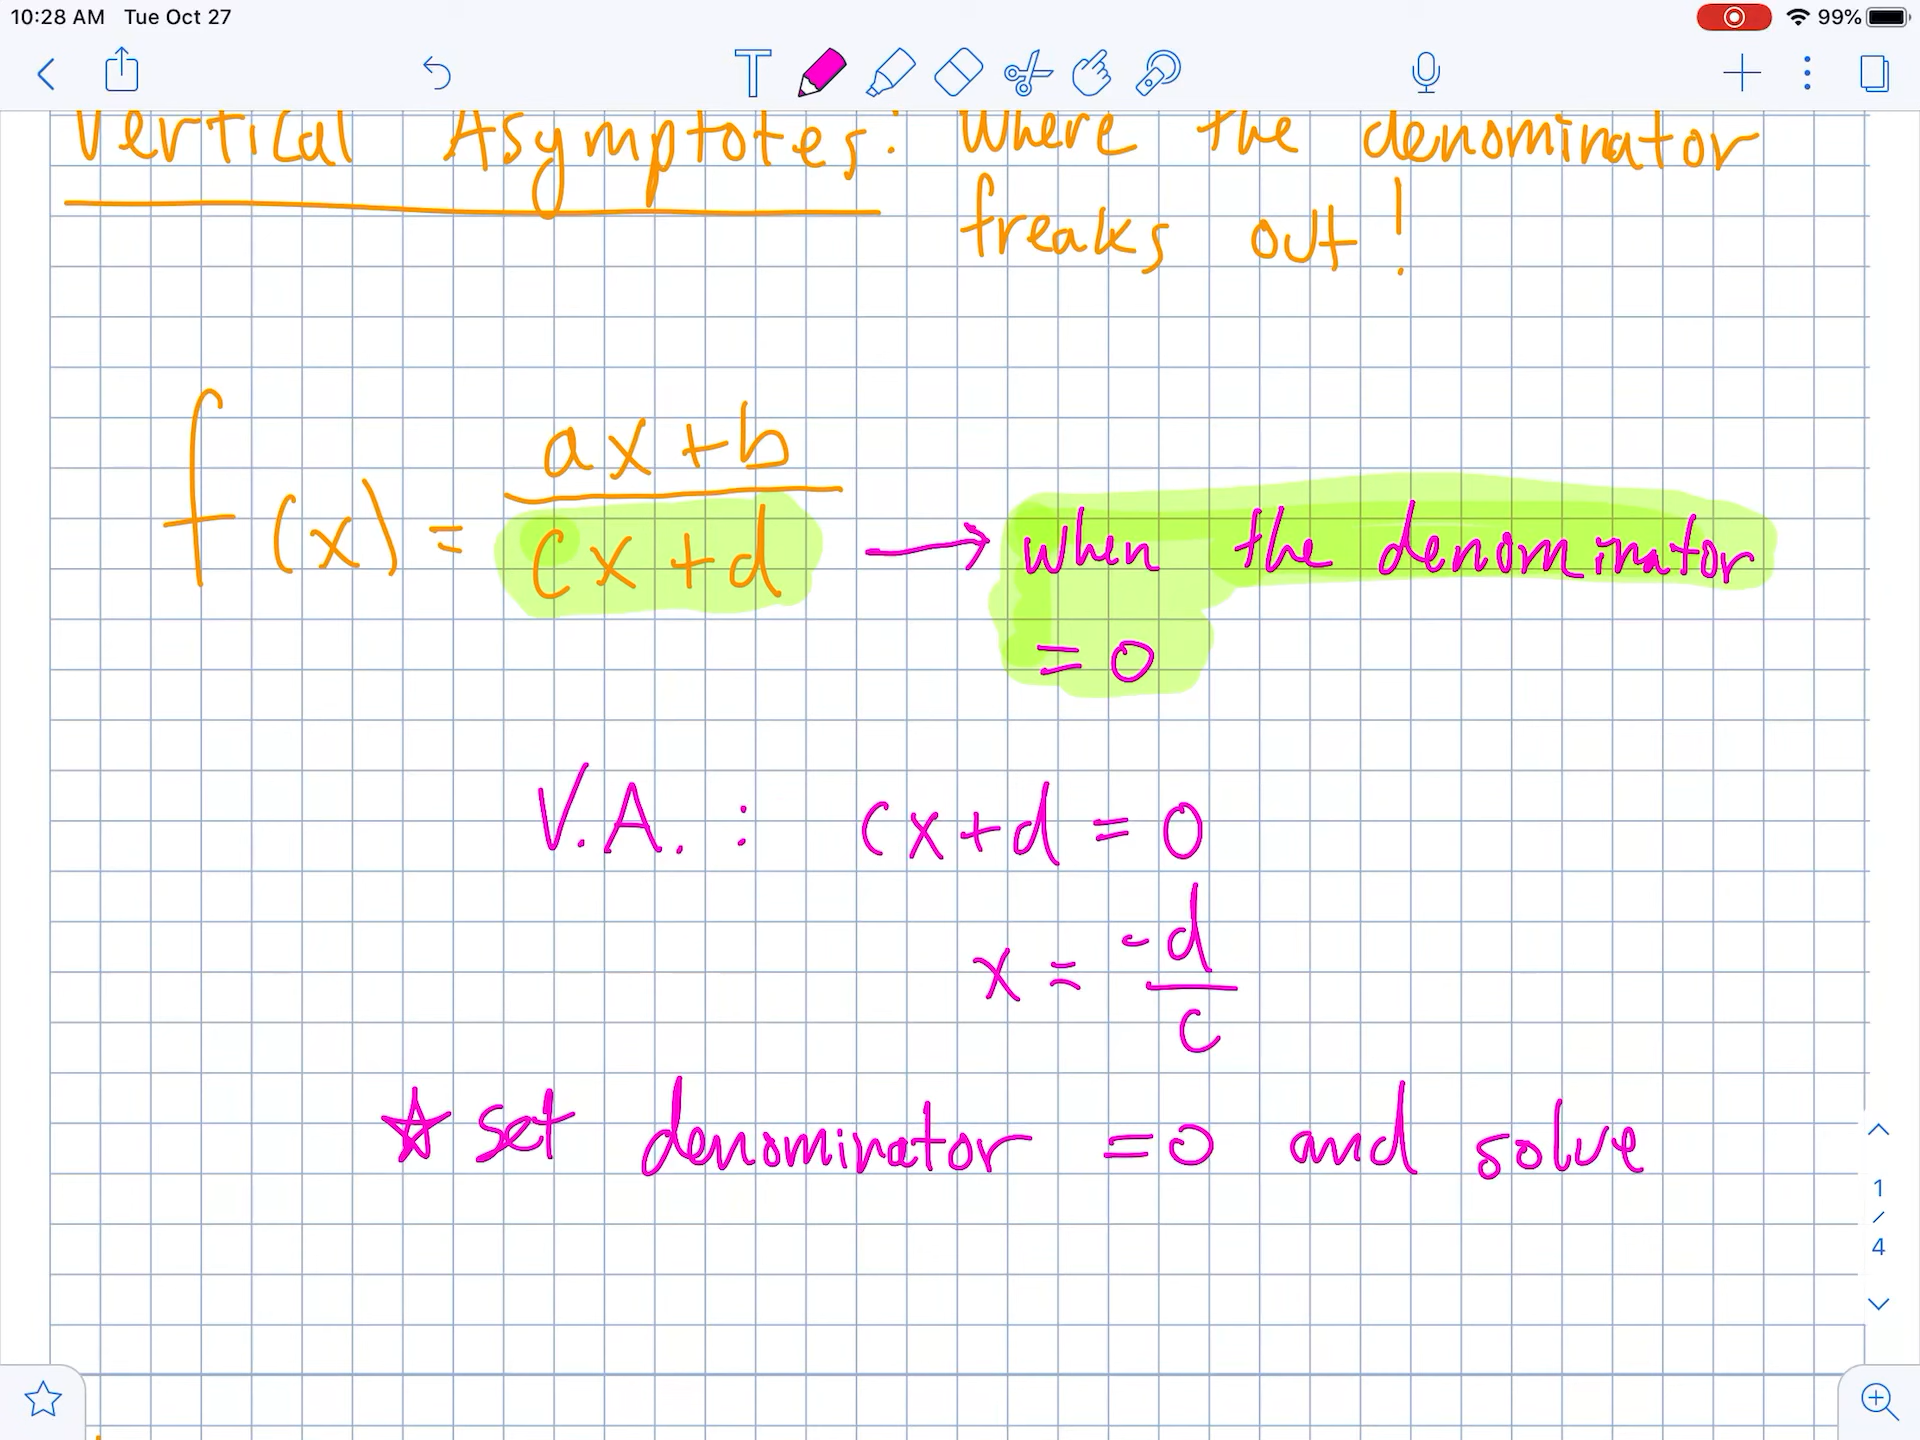 10:28 AM Tue Oct 27 99%
T
Vertical Asymptotes: Where the denominator
freaks out!
f(x) = ax+b / cx+d → when the denominator
= 0
V.A. : cx+d = 0
x = -d / c
☆ set denominator = 0 and solve
1
/
4